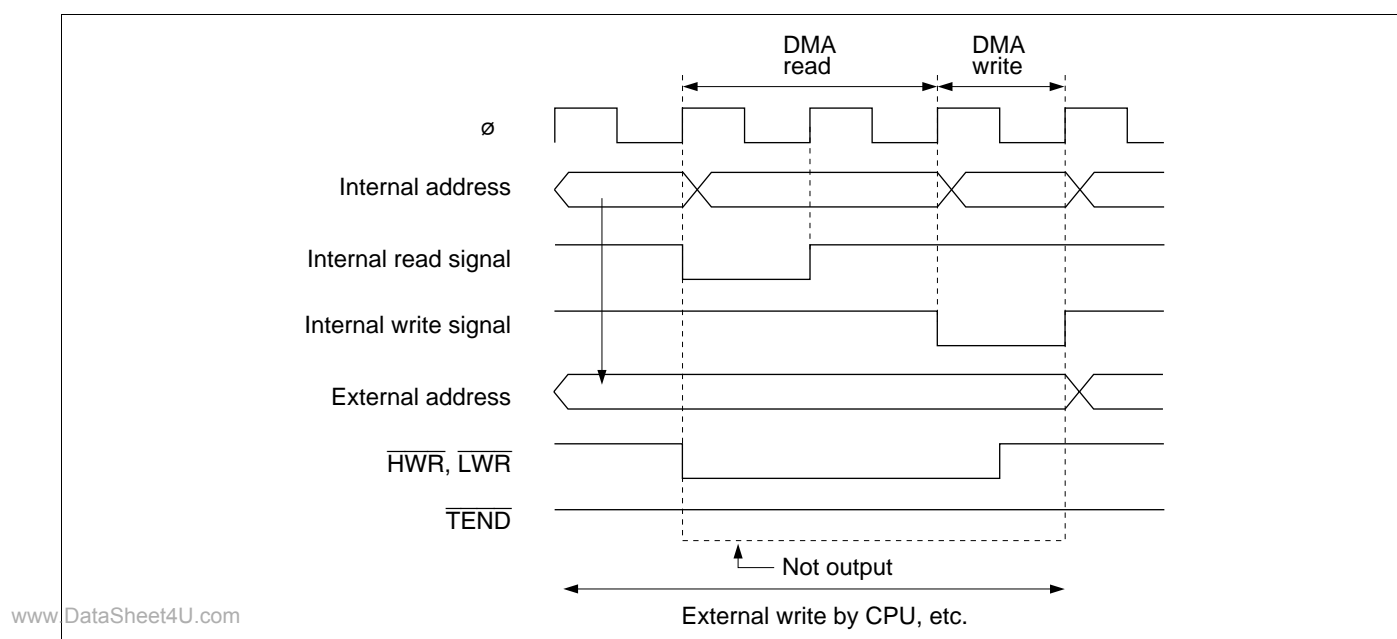 DMA
read
DMA
write
ø
Internal address
Internal read signal
Internal write signal
External address
HWR, LWR
TEND
Not output
External write by CPU, etc.
www.DataSheet4U.com